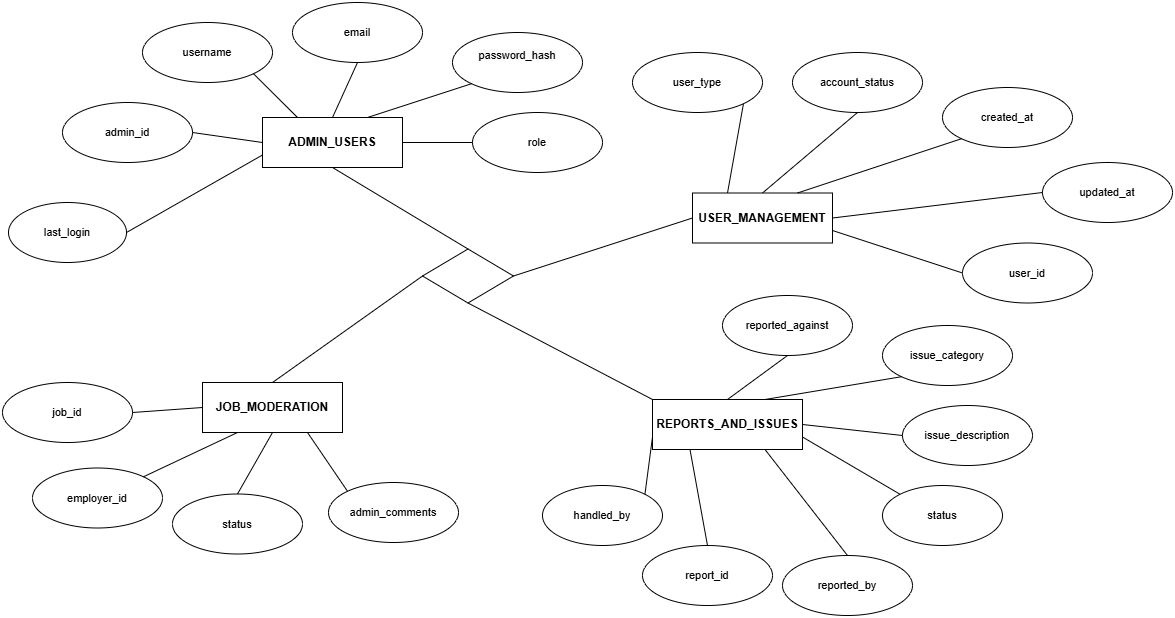 email
username
password_hash
user_type
account_status
created_at
admin_id
ADMIN_USERS
role
updated_at
USER_MANAGEMENT
last_login
user_id
reported_against
issue_category
job_id
JOB_MODERATION
REPORTS_AND_ISSUES
issue_description
employer_id
status
admin_comments
handled_by
status
report_id
reported_by